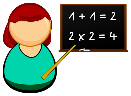 1 + 1 = 2
2 x 2 = 4